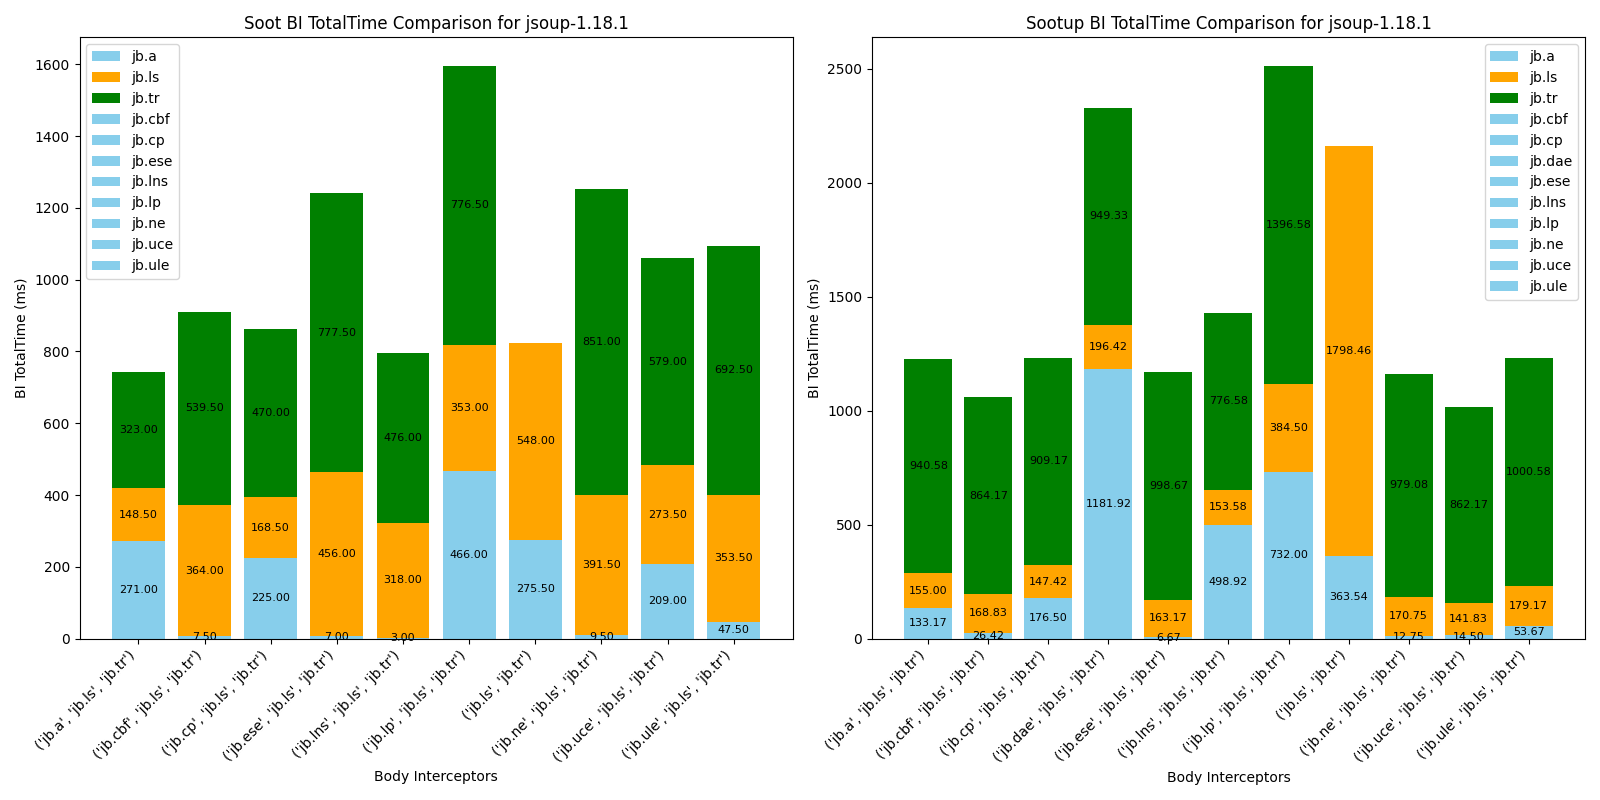 Soot BI TotalTime Comparison for jsoup-1.18.1
BI TotalTime (ms)
1600
1400
1200
1000
800
600
400
200
0
jb.a
jb.ls
jb.tr
jb.cbf
jb.cp
jb.ese
jb.lns
jb.lp
jb.ne
jb.uce
jb.ule
323.00
148.50
271.00
539.50
364.00
7.50
470.00
168.50
225.00
777.50
456.00
7.00
476.00
318.00
3.00
776.50
353.00
466.00
548.00
275.50
851.00
391.50
9.50
579.00
273.50
209.00
692.50
353.50
47.50
('jb.a', 'jb.ls', 'jb.tr')
('jb.cbf', 'jb.ls', 'jb.tr')
('jb.cp', 'jb.ls', 'jb.tr')
('jb.ese', 'jb.ls', 'jb.tr')
('jb.lns', 'jb.ls', 'jb.tr')
('jb.lp', 'jb.ls', 'jb.tr')
('jb.ls', 'jb.tr')
('jb.ne', 'jb.ls', 'jb.tr')
('jb.uce', 'jb.ls', 'jb.tr')
('jb.ule', 'jb.ls', 'jb.tr')
Body Interceptors
Sootup BI TotalTime Comparison for jsoup-1.18.1
BI TotalTime (ms)
2500
2000
1500
1000
500
0
jb.a
jb.ls
jb.tr
jb.cbf
jb.cp
jb.dae
jb.ese
jb.lns
jb.lp
jb.ne
jb.uce
jb.ule
940.58
155.00
133.17
864.17
168.83
26.42
909.17
147.42
176.50
949.33
196.42
1181.92
998.67
163.17
6.67
776.58
153.58
498.92
1396.58
384.50
732.00
1798.46
363.54
979.08
170.75
12.75
862.17
141.83
14.50
1000.58
179.17
53.67
('jb.a', 'jb.ls', 'jb.tr')
('jb.cbf', 'jb.ls', 'jb.tr')
('jb.cp', 'jb.ls', 'jb.tr')
('jb.dae', 'jb.ls', 'jb.tr')
('jb.ese', 'jb.ls', 'jb.tr')
('jb.lns', 'jb.ls', 'jb.tr')
('jb.lp', 'jb.ls', 'jb.tr')
('jb.ls', 'jb.tr')
('jb.ne', 'jb.ls', 'jb.tr')
('jb.uce', 'jb.ls', 'jb.tr')
('jb.ule', 'jb.ls', 'jb.tr')
Body Interceptors